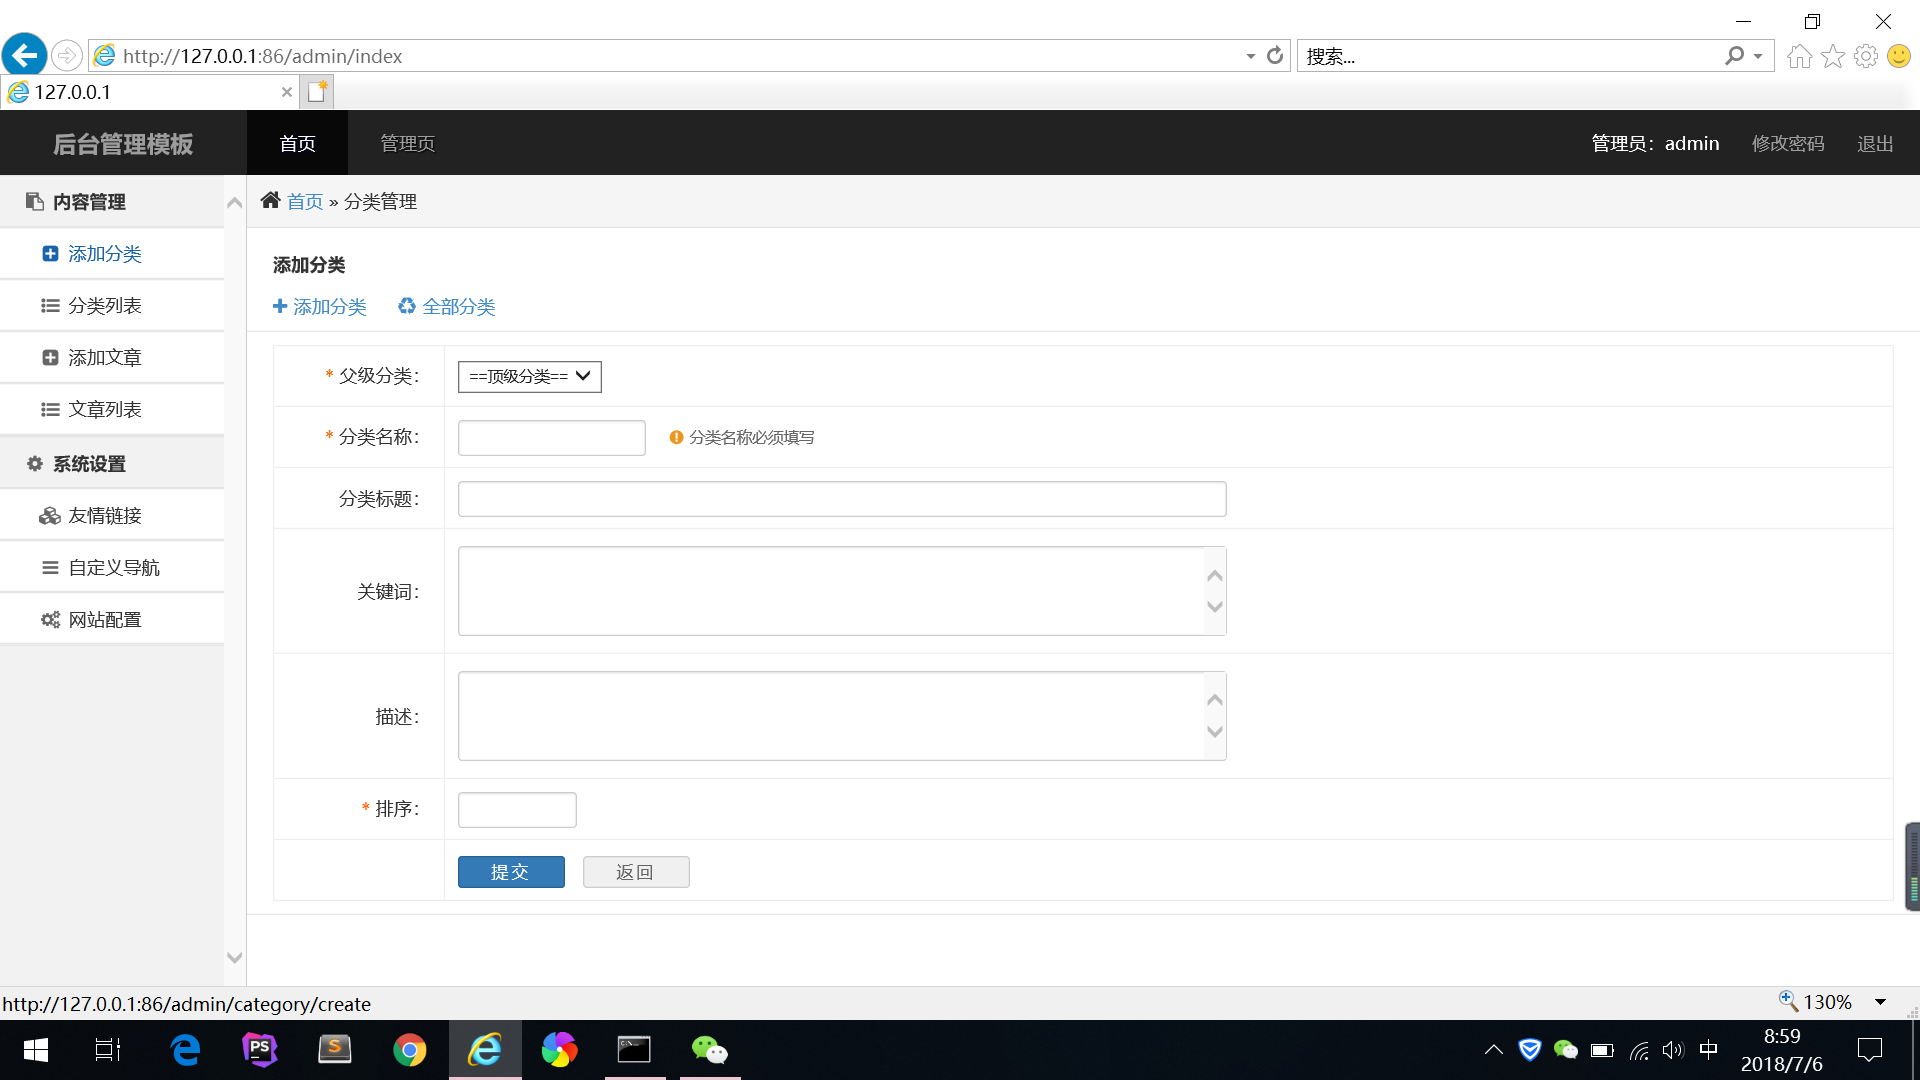 http://127.0.0.1:86/admin/index
搜索...
127.0.0.1
后台管理模板
首页
管理页
管理员：admin
修改密码
退出
内容管理
添加分类
分类列表
添加文章
文章列表
系统设置
友情链接
自定义导航
网站配置
首页 » 分类管理
添加分类
添加分类
全部分类
* 父级分类：
==顶级分类==
* 分类名称：
分类名称必须填写
分类标题：
关键词：
描述：
* 排序：
提交
返回
http://127.0.0.1:86/admin/category/create
130%
PS
S
C:\
中
8:59
2018/7/6